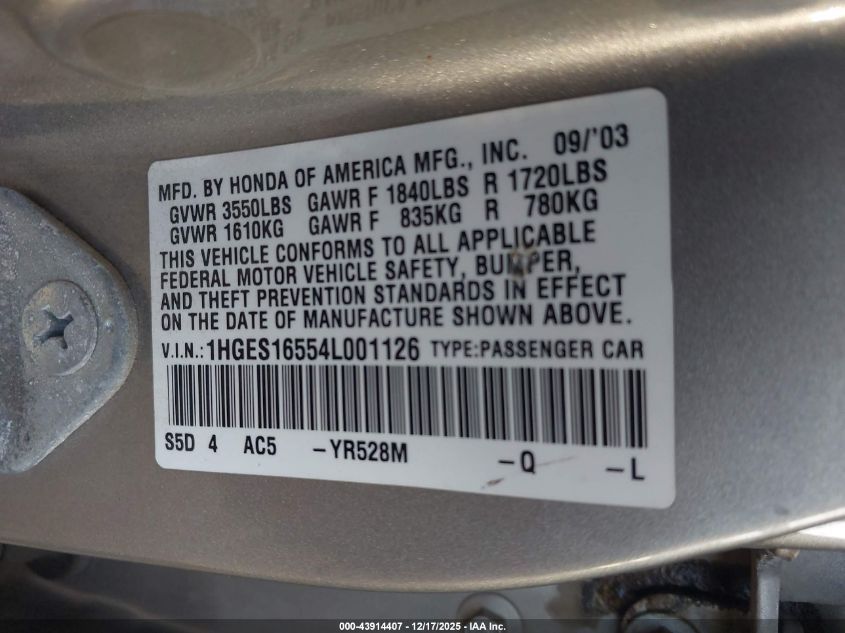 MFD. BY HONDA OF AMERICA MFG., INC. 09/'03
GVWR 3550LBS GAWR F 1840LBS R 1720LBS
GVWR 1610KG GAWR F 835KG R 780KG
THIS VEHICLE CONFORMS TO ALL APPLICABLE
FEDERAL MOTOR VEHICLE SAFETY, BUMPER,
AND THEFT PREVENTION STANDARDS IN EFFECT
ON THE DATE OF MANUFACTURE SHOWN ABOVE.
V.I.N.: 1HGES16554L001126 TYPE:PASSENGER CAR
S5D 4 AC5 -YR528M -Q -L
000-43914407 - 12/17/2025 - IAA Inc.